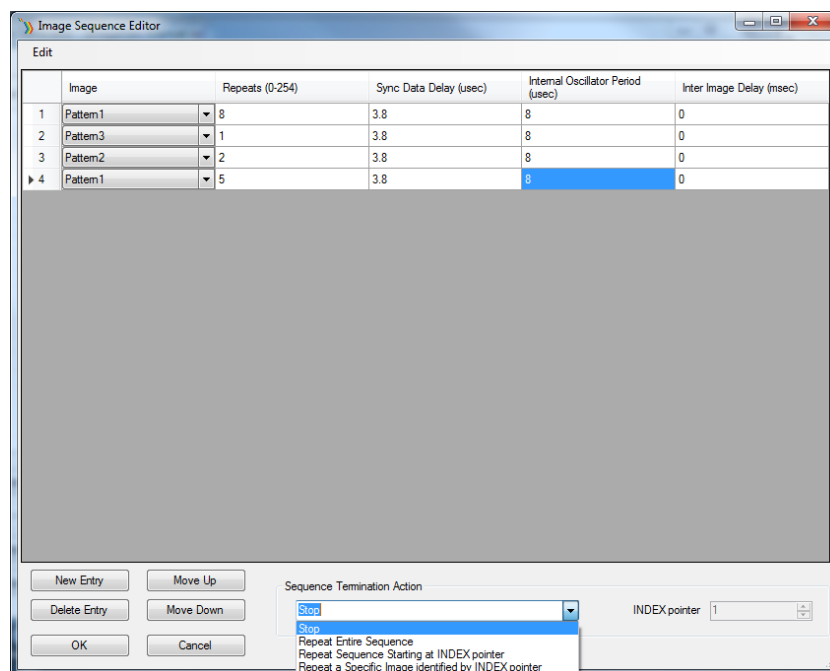 Image Sequence Editor
Edit
Image Repeats (0-254) Sync Data Delay (usec) Internal Oscillator Period (usec) Inter Image Delay (msec)
1 Pattern1 8 3.8 8 0
2 Pattern3 1 3.8 8 0
3 Pattern2 2 3.8 8 0
4 Pattern1 5 3.8 8 0
New Entry Move Up
Delete Entry Move Down
OK Cancel
Sequence Termination Action
Stop
INDEX pointer 1
Stop
Repeat Entire Sequence
Repeat Sequence Starting at INDEX pointer
Repeat a Specific Image identified by INDEX pointer